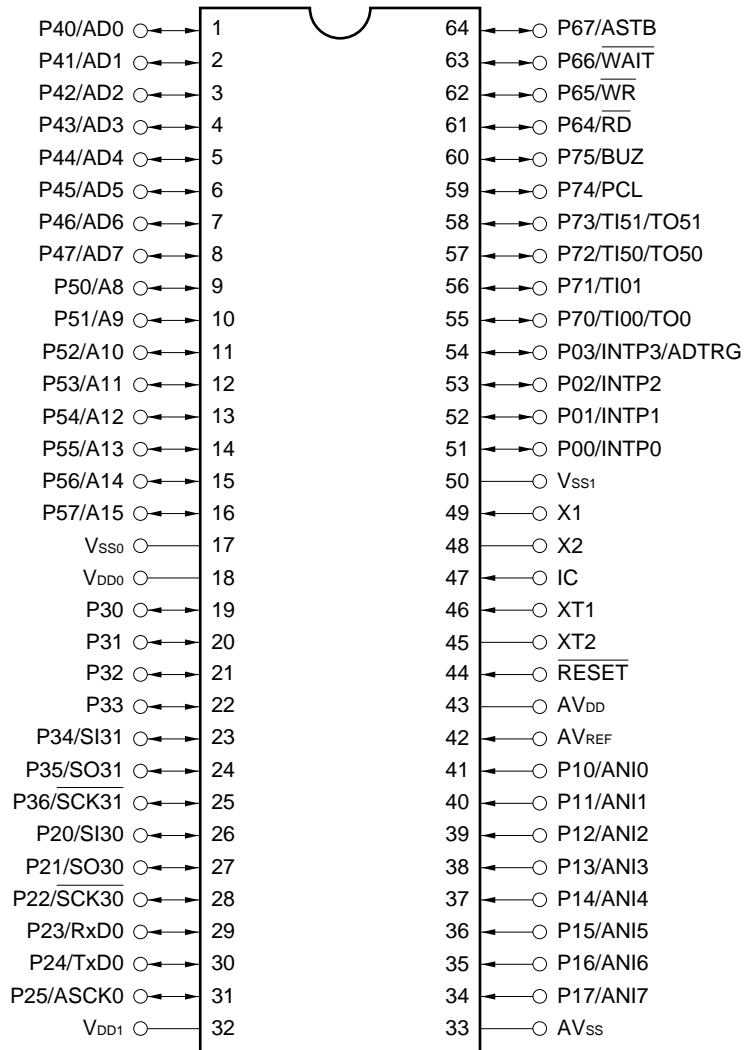 P40/AD0 1 64 P67/ASTB
P41/AD1 2 63 P66/WAIT
P42/AD2 3 62 P65/WR
P43/AD3 4 61 P64/RD
P44/AD4 5 60 P75/BUZ
P45/AD5 6 59 P74/PCL
P46/AD6 7 58 P73/TI51/TO51
P47/AD7 8 57 P72/TI50/TO50
P50/A8 9 56 P71/TI01
P51/A9 10 55 P70/TI00/TO0
P52/A10 11 54 P03/INTP3/ADTRG
P53/A11 12 53 P02/INTP2
P54/A12 13 52 P01/INTP1
P55/A13 14 51 P00/INTP0
P56/A14 15 50 VSS1
P57/A15 16 49 X1
VSS0 17 48 X2
VDD0 18 47 IC
P30 19 46 XT1
P31 20 45 XT2
P32 21 44 RESET
P33 22 43 AVDD
P34/SI31 23 42 AVREF
P35/SO31 24 41 P10/ANI0
P36/SCK31 25 40 P11/ANI1
P20/SI30 26 39 P12/ANI2
P21/SO30 27 38 P13/ANI3
P22/SCK30 28 37 P14/ANI4
P23/RxD0 29 36 P15/ANI5
P24/TxD0 30 35 P16/ANI6
P25/ASCK0 31 34 P17/ANI7
VDD1 32 33 AVSS